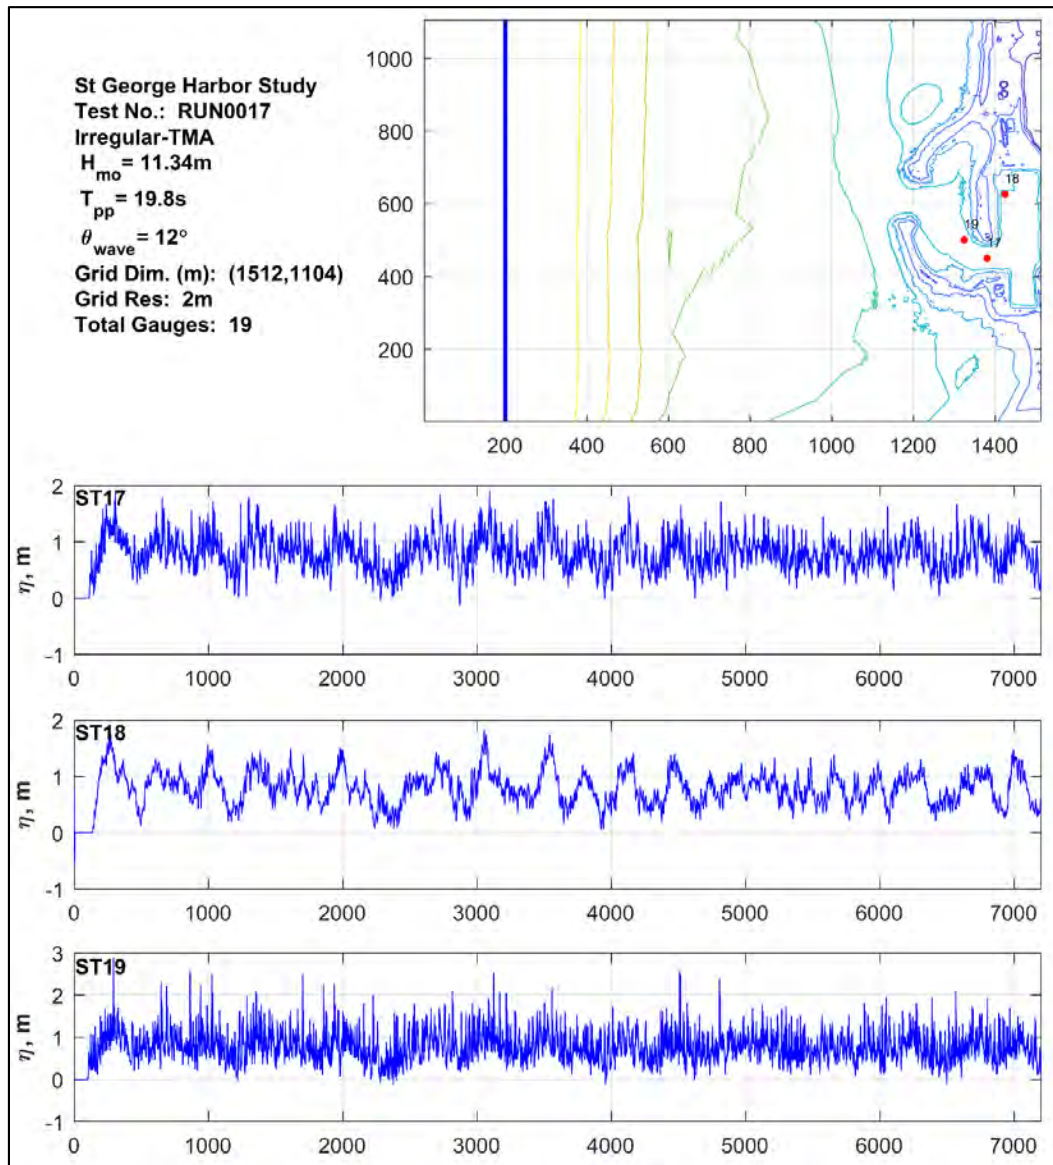 St George Harbor Study
Test No.: RUN0017
Irregular-TMA
H_mo = 11.34m
T_pp = 19.8s
θ_wave = 12°
Grid Dim. (m): (1512,1104)
Grid Res: 2m
Total Gauges: 19
1000
800
600
400
200
18
19
17
200 400 600 800 1000 1200 1400
ST17
η, m
2
1
0
-1
0 1000 2000 3000 4000 5000 6000 7000
ST18
η, m
2
1
0
-1
0 1000 2000 3000 4000 5000 6000 7000
ST19
η, m
3
2
1
0
-1
0 1000 2000 3000 4000 5000 6000 7000